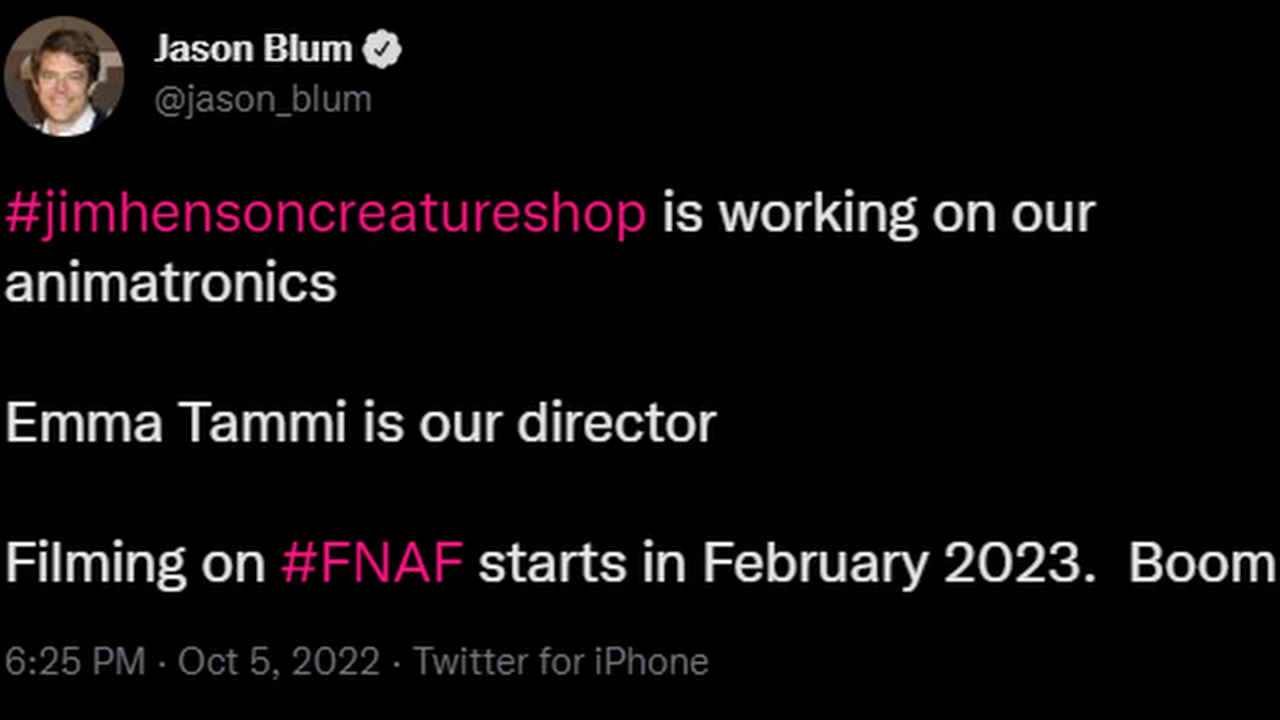 Jason Blum
@jason_blum
#jimhensoncreatureshop is working on our
animatronics
Emma Tammi is our director
Filming on #FNAF starts in February 2023.  Boom
6:25 PM · Oct 5, 2022 · Twitter for iPhone